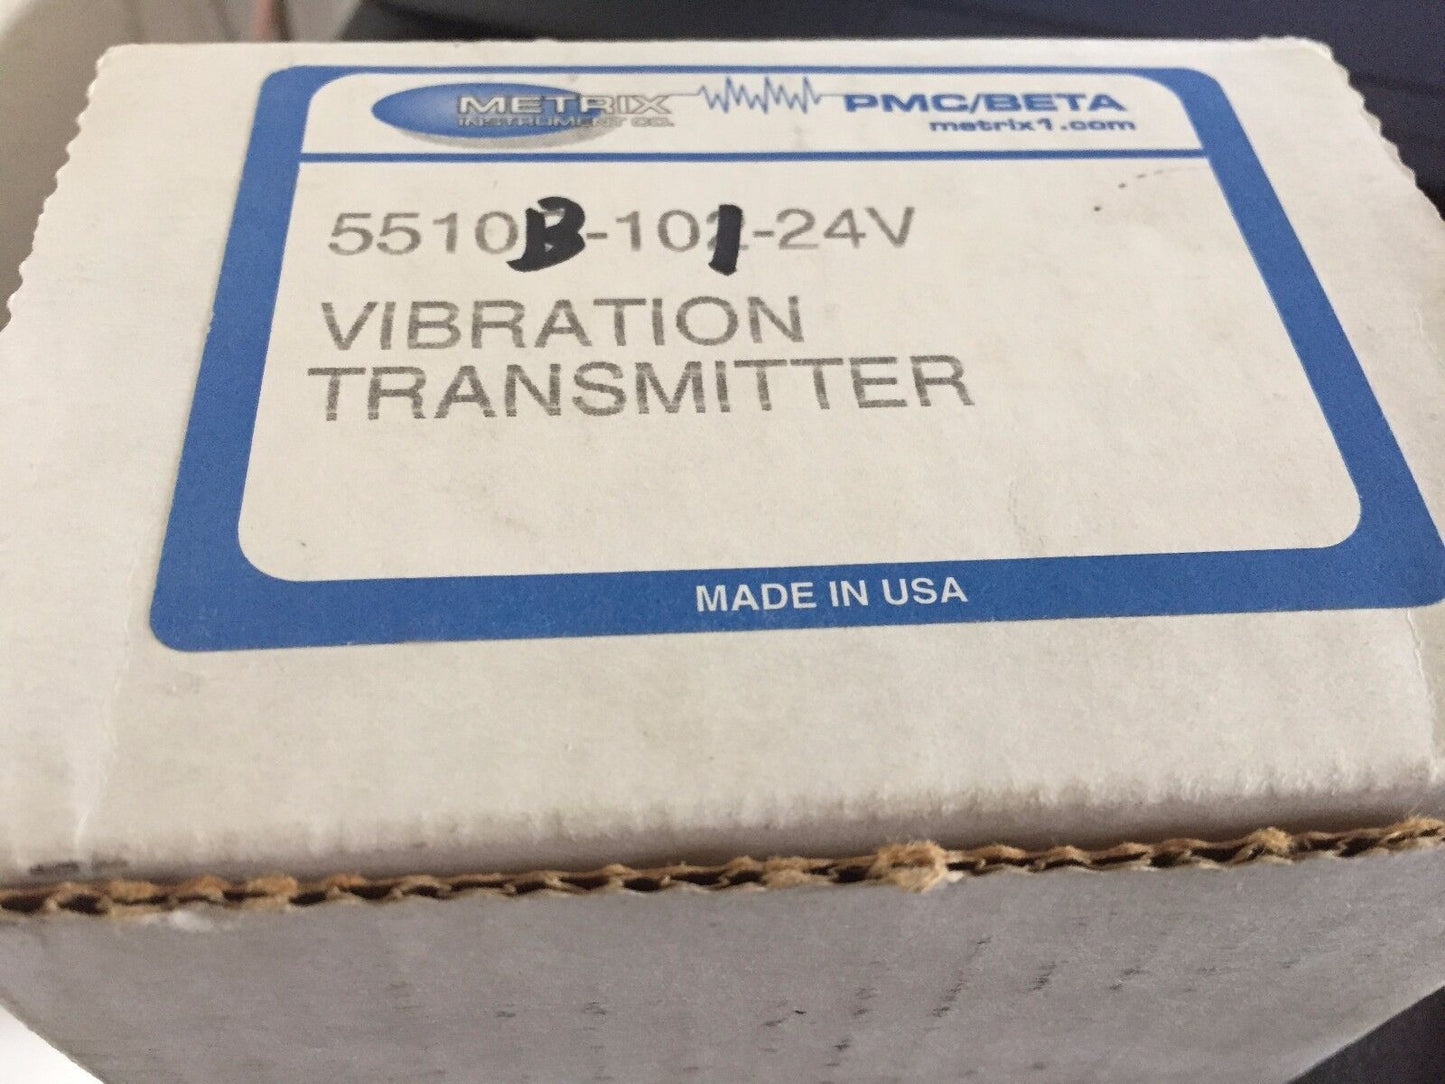 METRIX
INSTRUMENT CO.
PMC/BETA
metrix1.com
5510B-101-24V
VIBRATION
TRANSMITTER
MADE IN USA